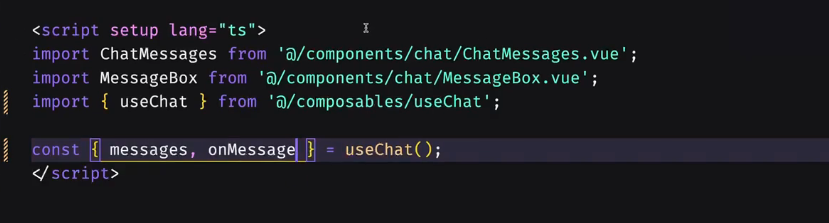 <script setup lang="ts">
import ChatMessages from '@/components/chat/ChatMessages.vue';
import MessageBox from '@/components/chat/MessageBox.vue';
import { useChat } from '@/composables/useChat';
const { messages, onMessage } = useChat();
</script>